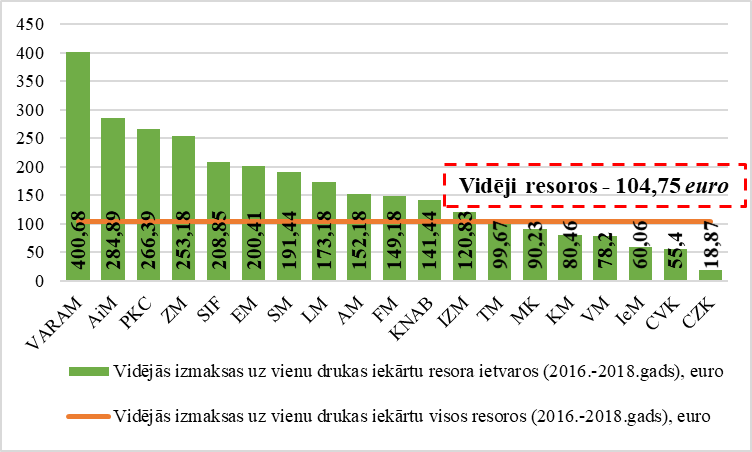 450
400
350
300
250
200
150
100
50
0
Vidēji resoros - 104,75 euro
400,68
284,89
266,39
253,18
208,85
200,41
191,44
173,18
152,18
149,18
141,44
120,83
99,67
90,23
80,46
78,2
60,06
55,4
18,87
VARAM
AiM
PKC
ZM
SIF
EM
SM
LM
AM
FM
KNAB
IZM
TM
MK
KM
VM
IeM
CVK
CZK
Vidējās izmaksas uz vienu drukas iekārtu resora ietvaros (2016.-2018.gads), euro
Vidējās izmaksas uz vienu drukas iekārtu visos resoros (2016.-2018.gads), euro